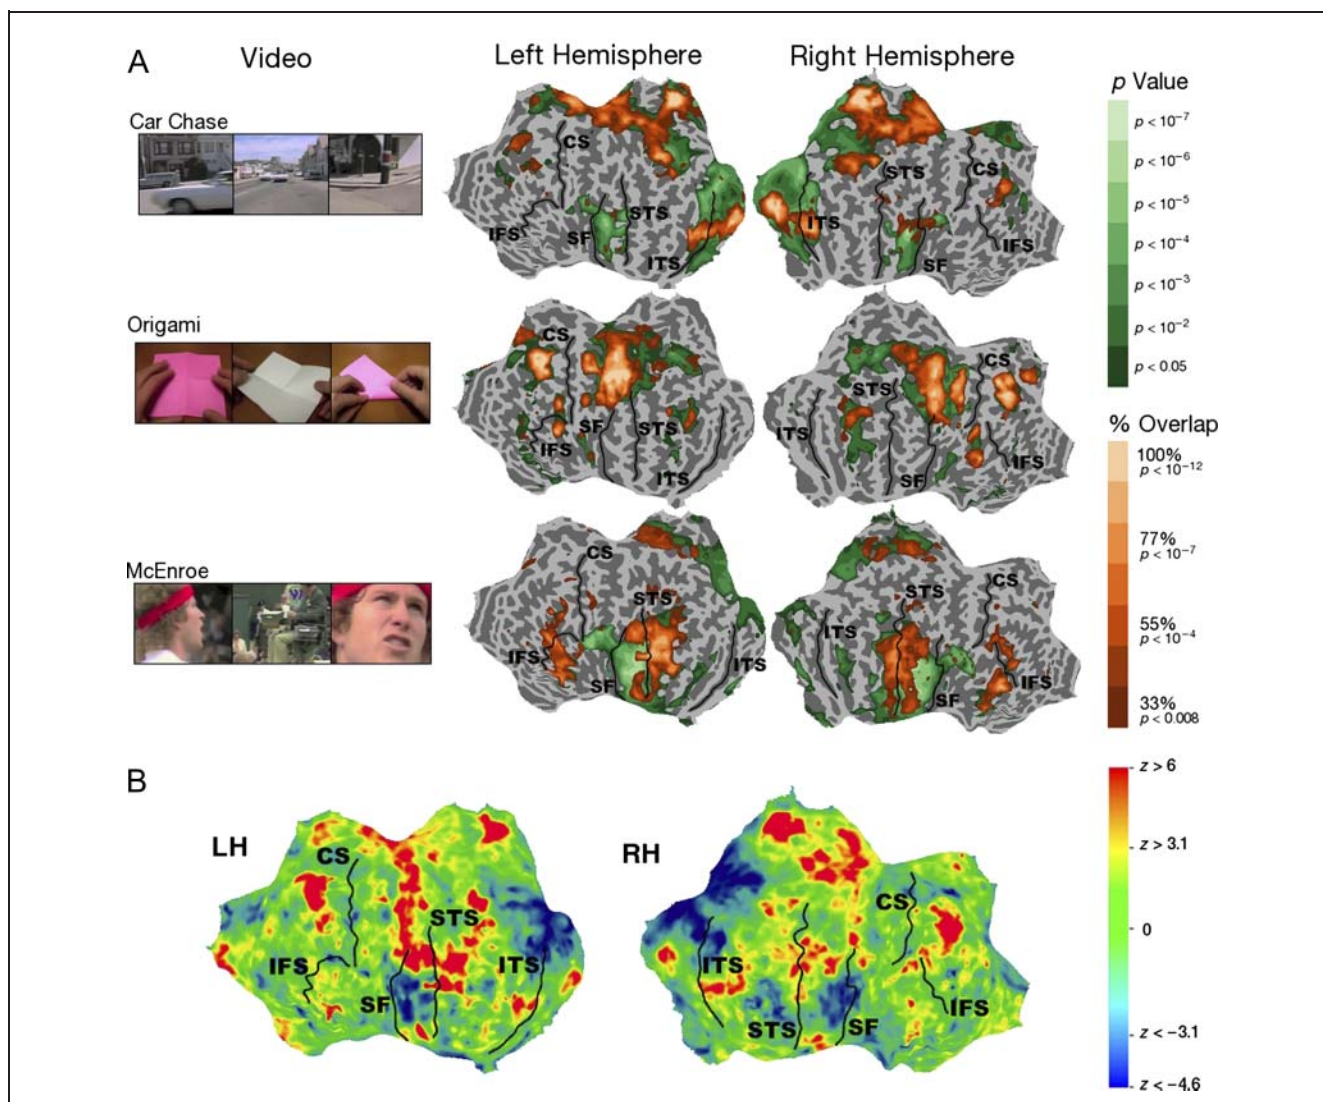 A
Video
Left Hemisphere
Right Hemisphere
p Value
Car Chase
CS
IFS
SF
STS
ITS
STS
CS
ITS
SF
IFS
p < 10⁻⁷
p < 10⁻⁶
p < 10⁻⁵
p < 10⁻⁴
p < 10⁻³
p < 10⁻²
p < 0.05
Origami
CS
SF
STS
IFS
ITS
CS
STS
ITS
IFS
SF
% Overlap
100%
p < 10⁻¹²
77%
p < 10⁻⁷
55%
p < 10⁻⁴
33%
p < 0.008
McEnroe
CS
STS
IFS
ITS
SF
STS
CS
ITS
IFS
SF
B
LH
CS
STS
IFS
ITS
SF
RH
CS
ITS
IFS
STS
SF
z > 6
z > 3.1
0
z < −3.1
z < −4.6